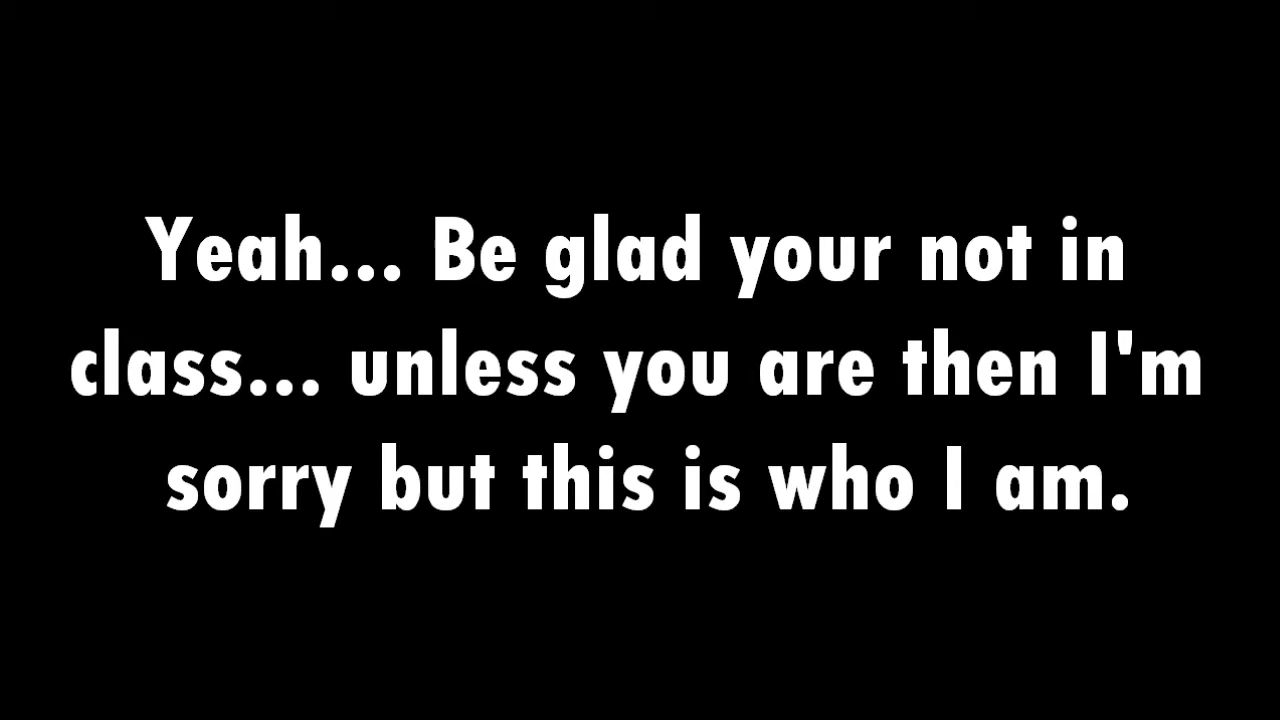 Yeah... Be glad your not in
class... unless you are then I'm
sorry but this is who I am.